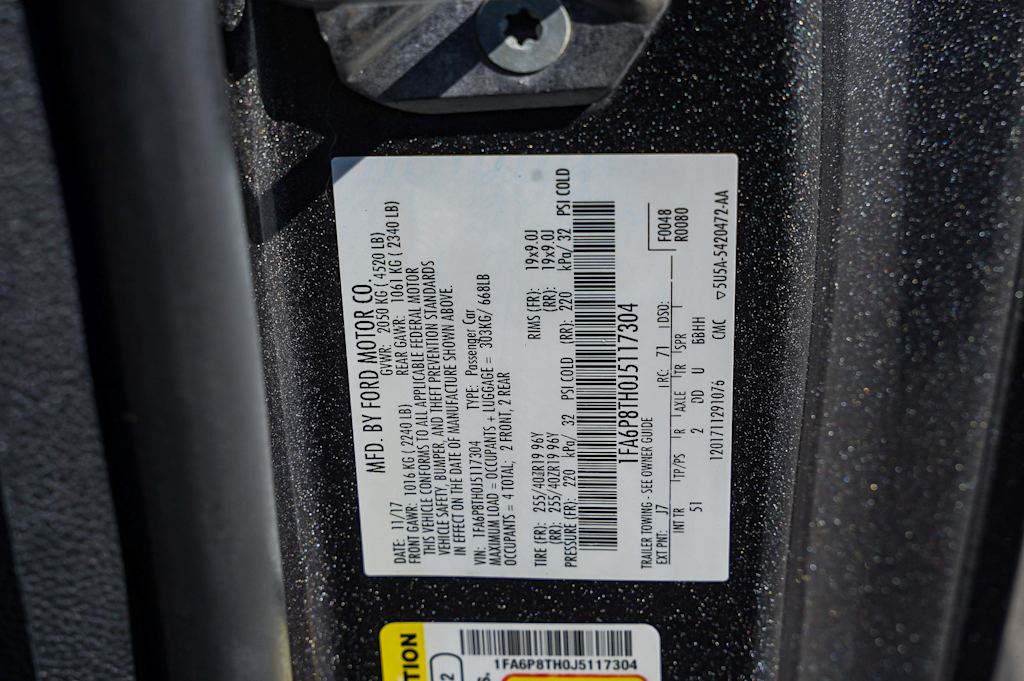 MFD. BY FORD MOTOR CO.
DATE: 11/17 GVWR: 2050 KG ( 4520 LB)
FRONT GAWR: 1016 KG ( 2240 LB) REAR GAWR: 1061 KG ( 2340 LB)
THIS VEHICLE CONFORMS TO ALL APPLICABLE FEDERAL MOTOR
VEHICLE SAFETY, BUMPER, AND THEFT PREVENTION STANDARDS
IN EFFECT ON THE DATE OF MANUFACTURE SHOWN ABOVE.
VIN: 1FA6P8TH0J5117304 TYPE: Passenger Car
MAXIMUM LOAD = OCCUPANTS + LUGGAGE = 303KG/ 668LB
OCCUPANTS = 4 TOTAL; 2 FRONT, 2 REAR
TIRE (FR): 255/40ZR19 96Y RIMS (FR): 19x9.0J
(RR): 255/40ZR19 96Y (RR): 19x9.0J
PRESSURE (FR): 220 kPa/ 32 PSI COLD (RR): 220 kPa/ 32 PSI COLD
1FA6P8TH0J5117304
TRAILER TOWING - SEE OWNER GUIDE
EXT PNT: J7 RC: 71 DSO: F0048
R0080
INT TR TP/PS R AXLE TR SPR
51 2 DD U BBHH
1201711291076 CMC ▽5U5A-5420472-AA
TION
2
1FA6P8TH0J5117304